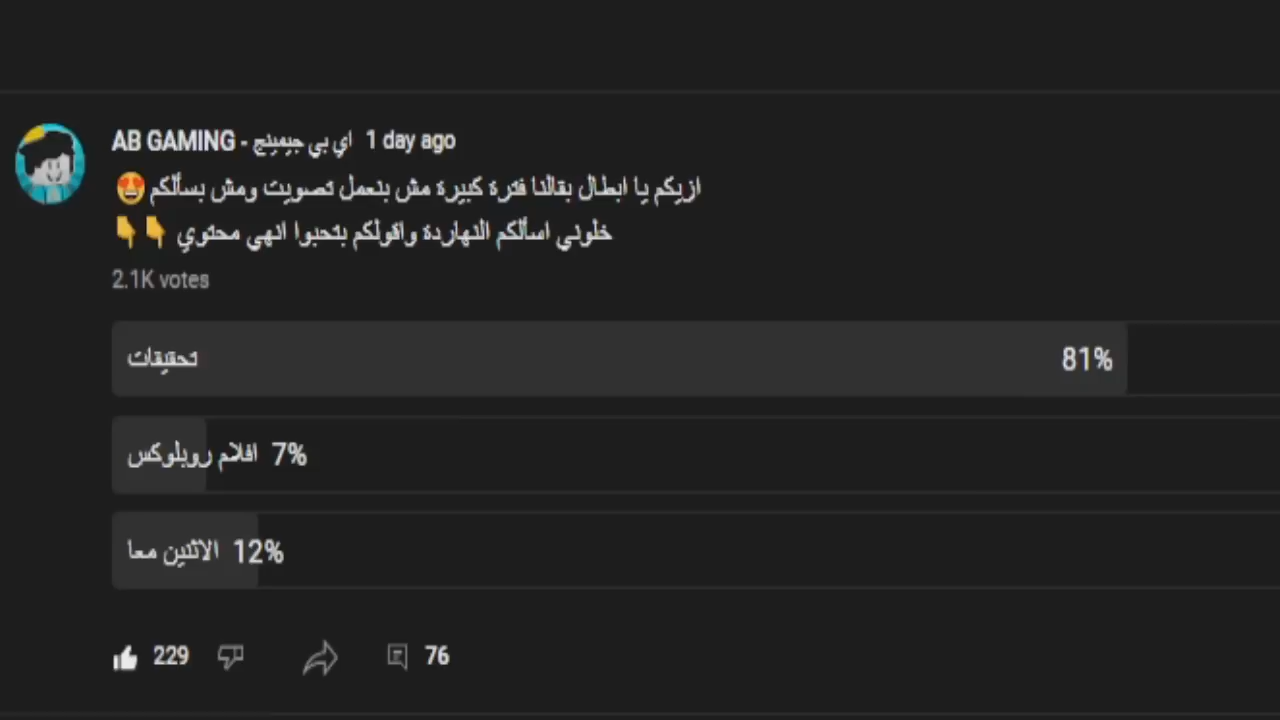 AB GAMING - اي بي جيمينج 1 day ago
ازيكم يا ابطال بقالنا فترة كبيرة مش بنعمل تصويت ومش بسألكم😍
خلوني اسألكم النهاردة واقولكم بتحبوا انهي محتوي 👇👇
2.1K votes
تحقيقات 81%
افلام روبلوكس 7%
الاثنين معا 12%
229 76